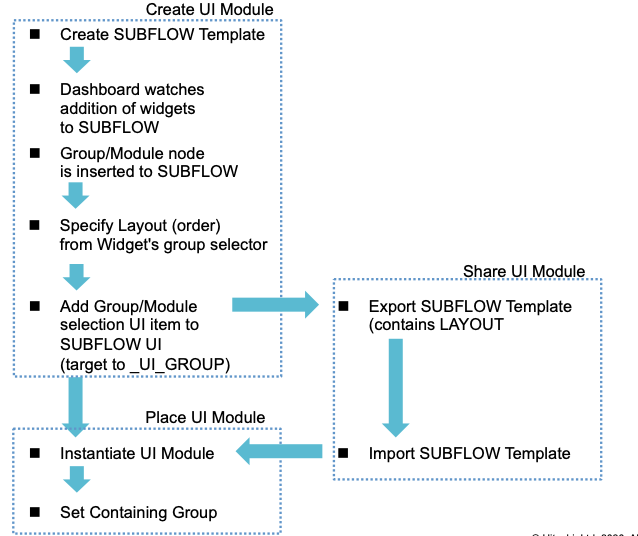 Create UI Module
Create SUBFLOW Template
Dashboard watches
addition of widgets
to SUBFLOW
Group/Module node
is inserted to SUBFLOW
Specify Layout (order)
from Widget's group selector
Add Group/Module
selection UI item to
SUBFLOW UI
(target to _UI_GROUP)
Share UI Module
Export SUBFLOW Template
(contains LAYOUT
Import SUBFLOW Template
Place UI Module
Instantiate UI Module
Set Containing Group